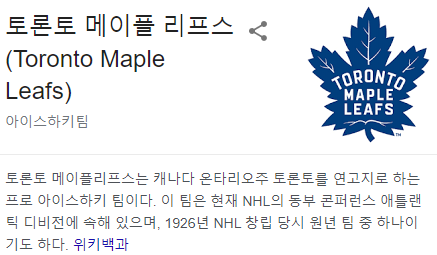 토론토 메이플 리프스
(Toronto Maple
Leafs)
아이스하키팀
TORONTO
MAPLE
LEAFS
토론토 메이플리프스는 캐나다 온타리오주 토론토를 연고지로 하는
프로 아이스하키 팀이다. 이 팀은 현재 NHL의 동부 콘퍼런스 애틀랜
틱 디비전에 속해 있으며, 1926년 NHL 창립 당시 원년 팀 중 하나이
기도 하다. 위키백과